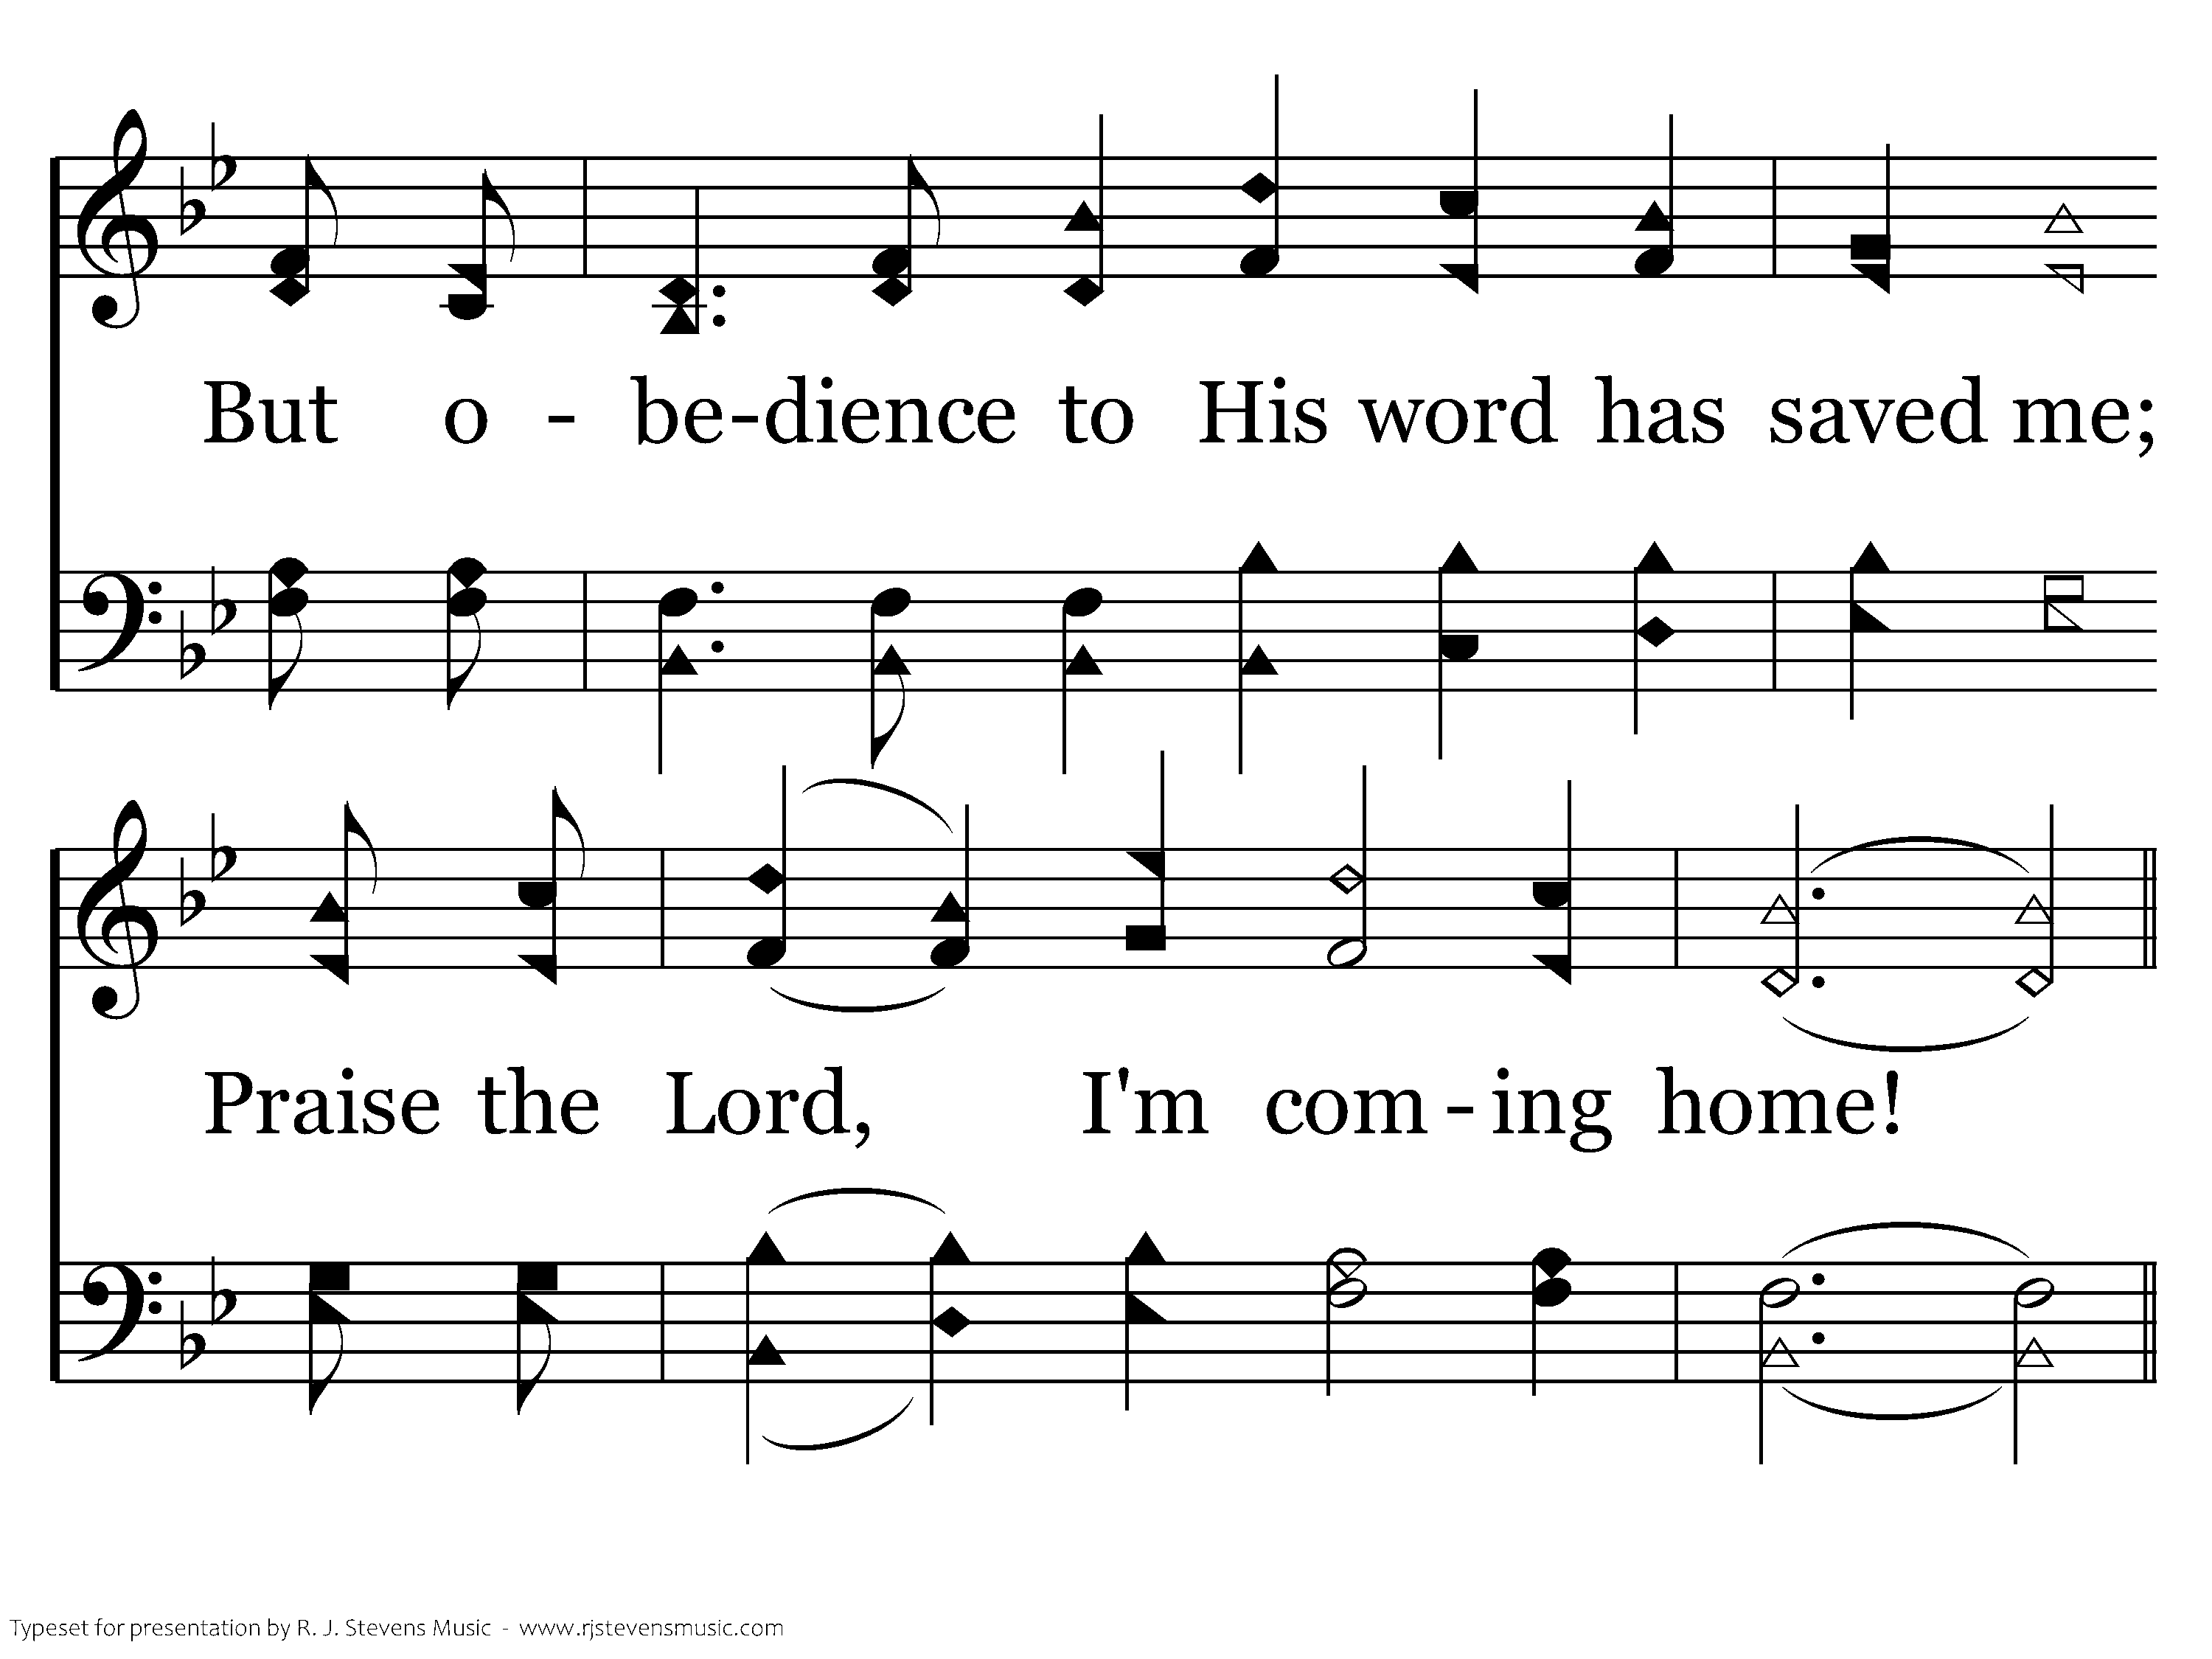 But o - be-dience to His word has saved me;
Praise the Lord, I'm com - ing home!
Typeset for presentation by R. J. Stevens Music - www.rjstevensmusic.com